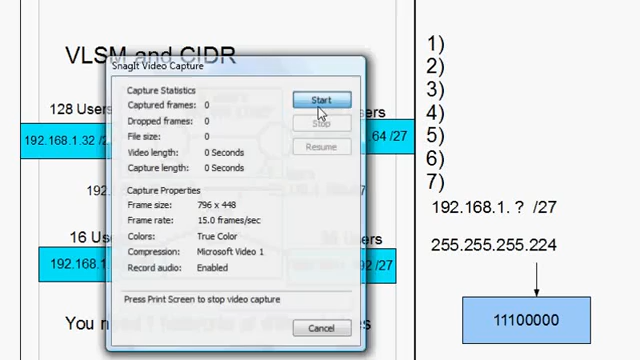 VLSM and CIDR
SnagIt Video Capture
Capture Statistics
Captured frames: 0
Dropped frames: 0
File size: 0
Video length: 0 Seconds
Capture length: 0 Seconds
Capture Properties
Frame size: 796 x 448
Frame rate: 15.0 frames/sec
Colors: True Color
Compression: Microsoft Video 1
Record audio: Enabled
Press Print Screen to stop video capture
Start
Stop
Resume
Cancel
128 Users
192.168.1.32 /2
.64 /27
16 Us
192.168.1.
92 /27
You need 7
1)
2)
3)
4)
5)
6)
7)
192.168.1. ? /27
255.255.255.224
11100000